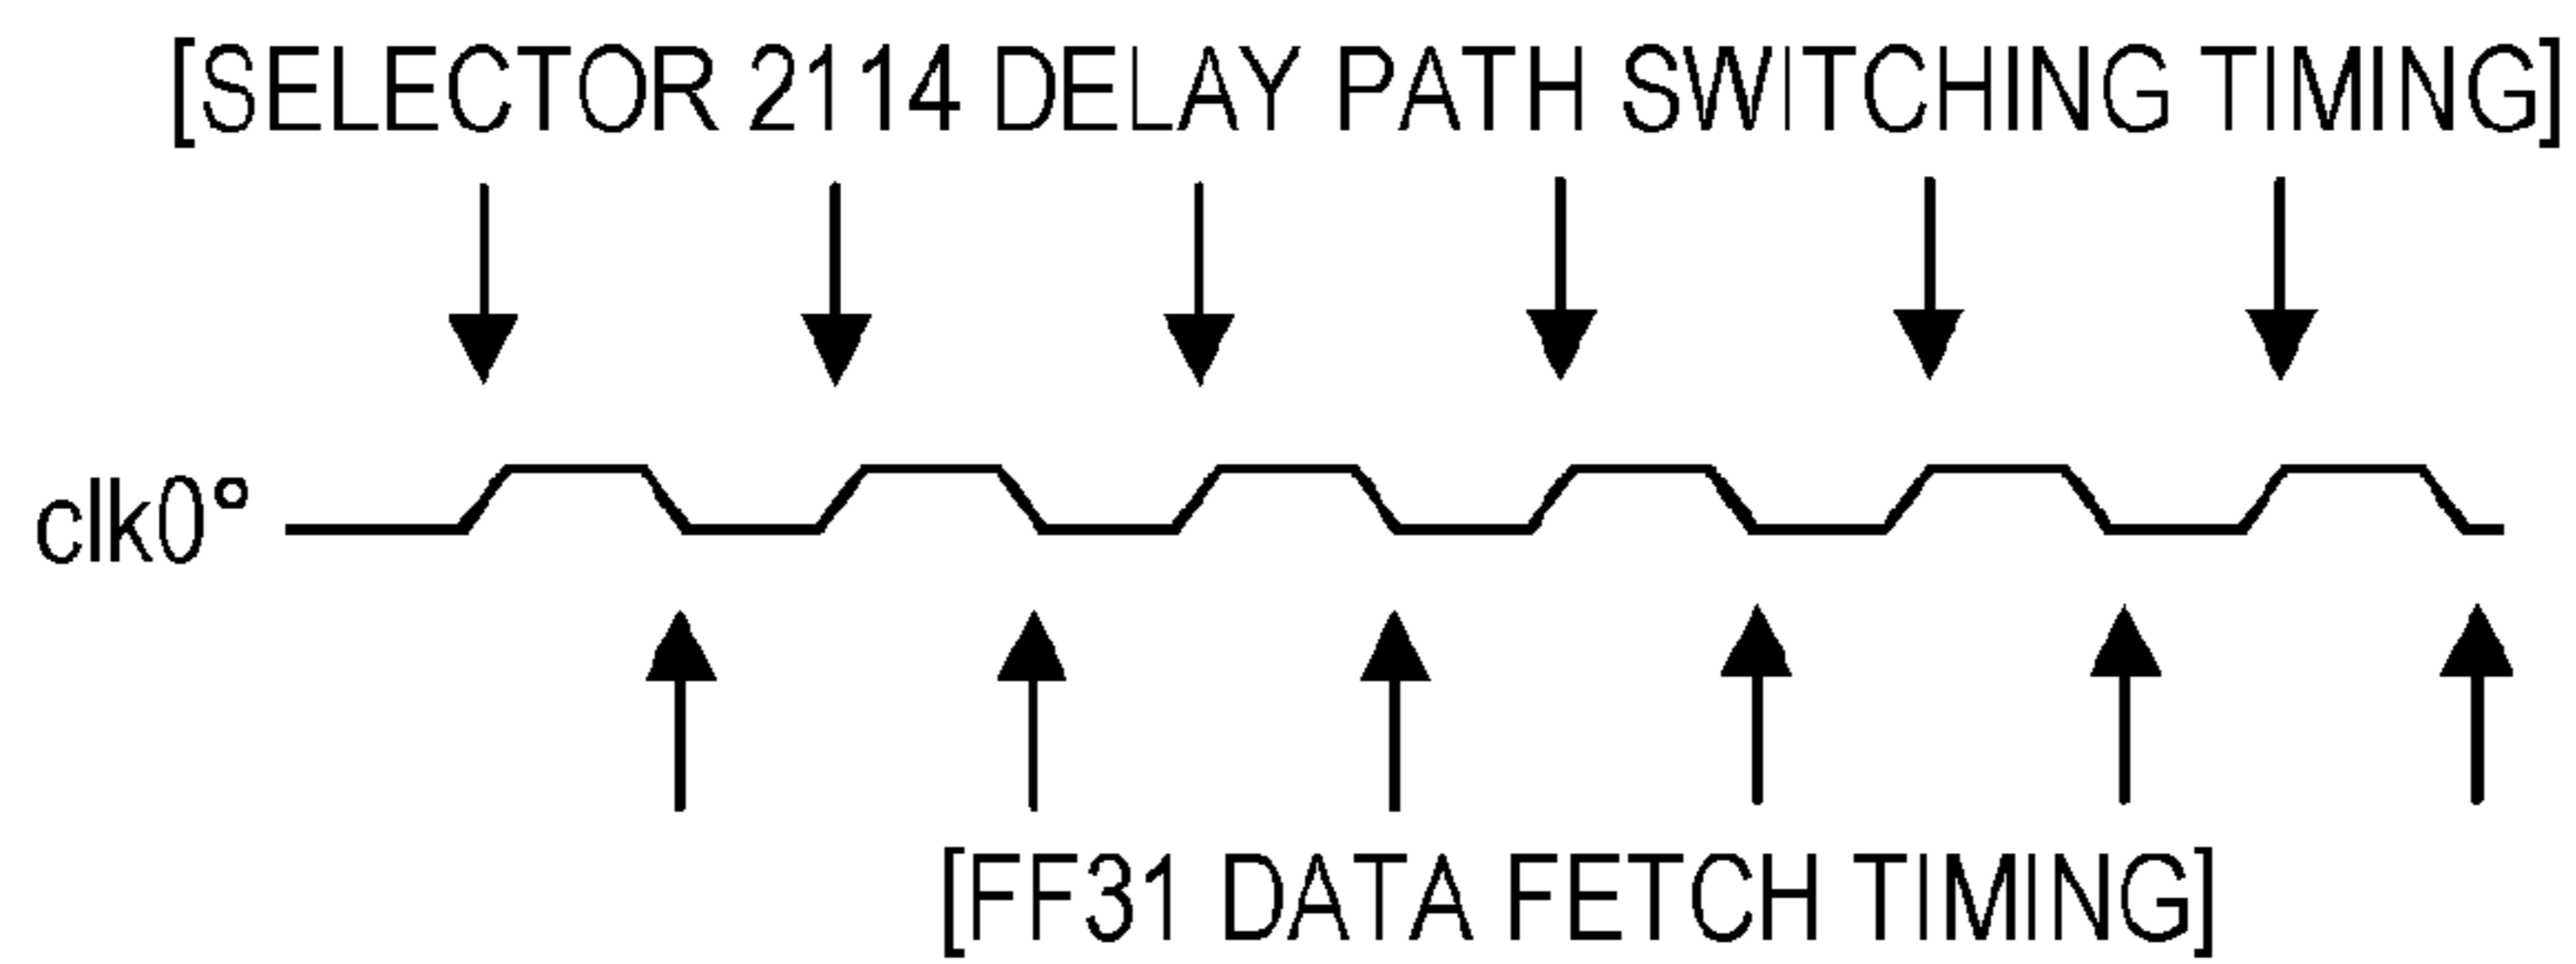 [SELECTOR 2114 DELAY PATH SWITCHING TIMING]
clk0°
[FF31 DATA FETCH TIMING]